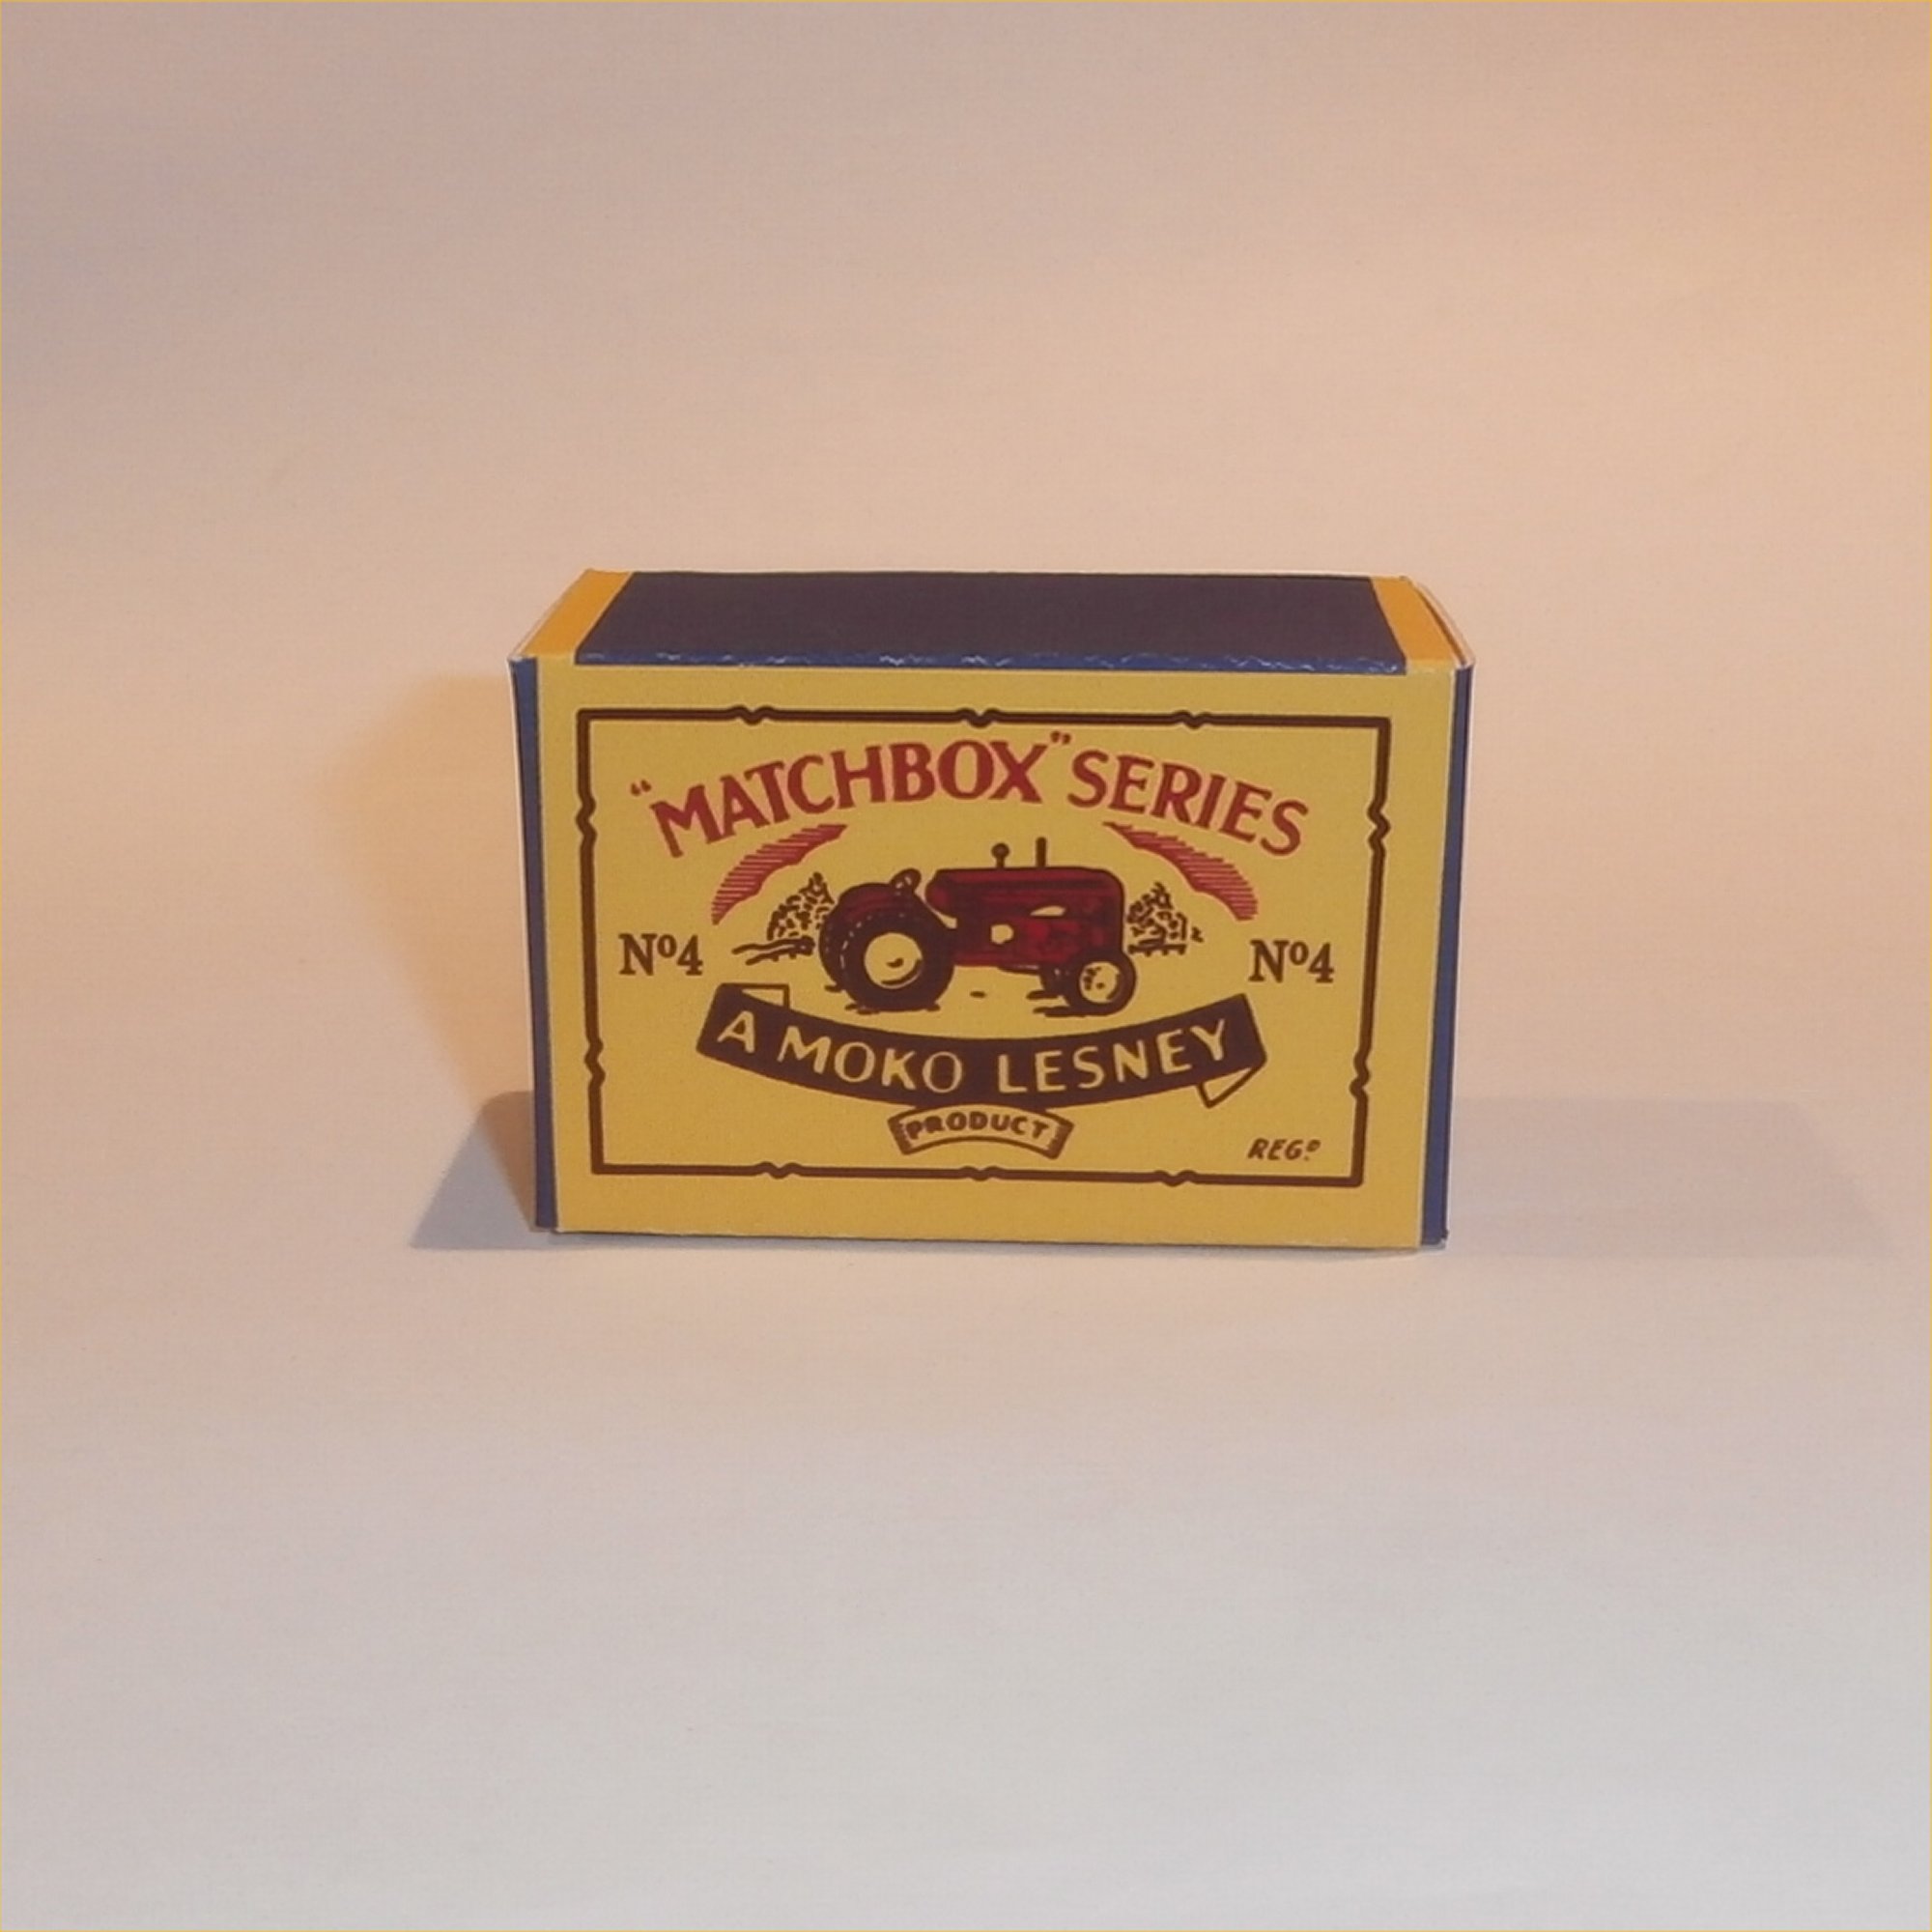 “MATCHBOX” SERIES
Nº4
Nº4
A MOKO LESNEY
PRODUCT
REGᴰ.